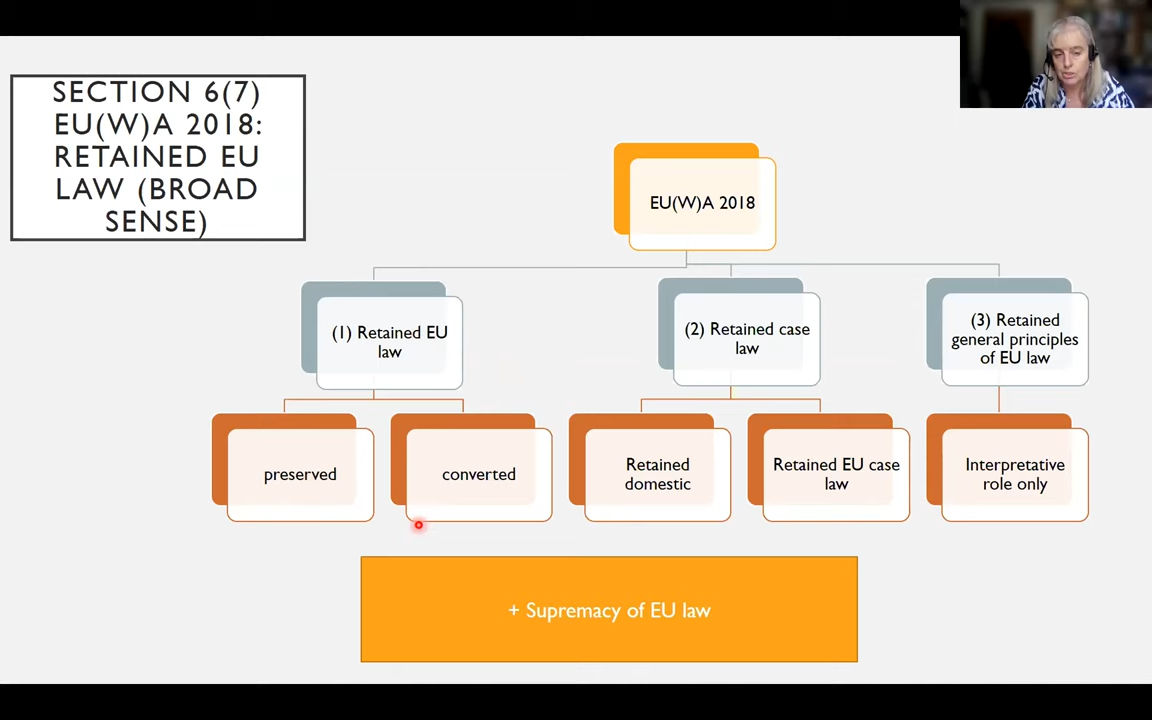 SECTION 6(7)
EU(W)A 2018:
RETAINED EU
LAW (BROAD
SENSE)
EU(W)A 2018
(1) Retained EU
law
(2) Retained case
law
(3) Retained
general principles
of EU law
preserved
converted
Retained
domestic
Retained EU case
law
Interpretative
role only
+ Supremacy of EU law